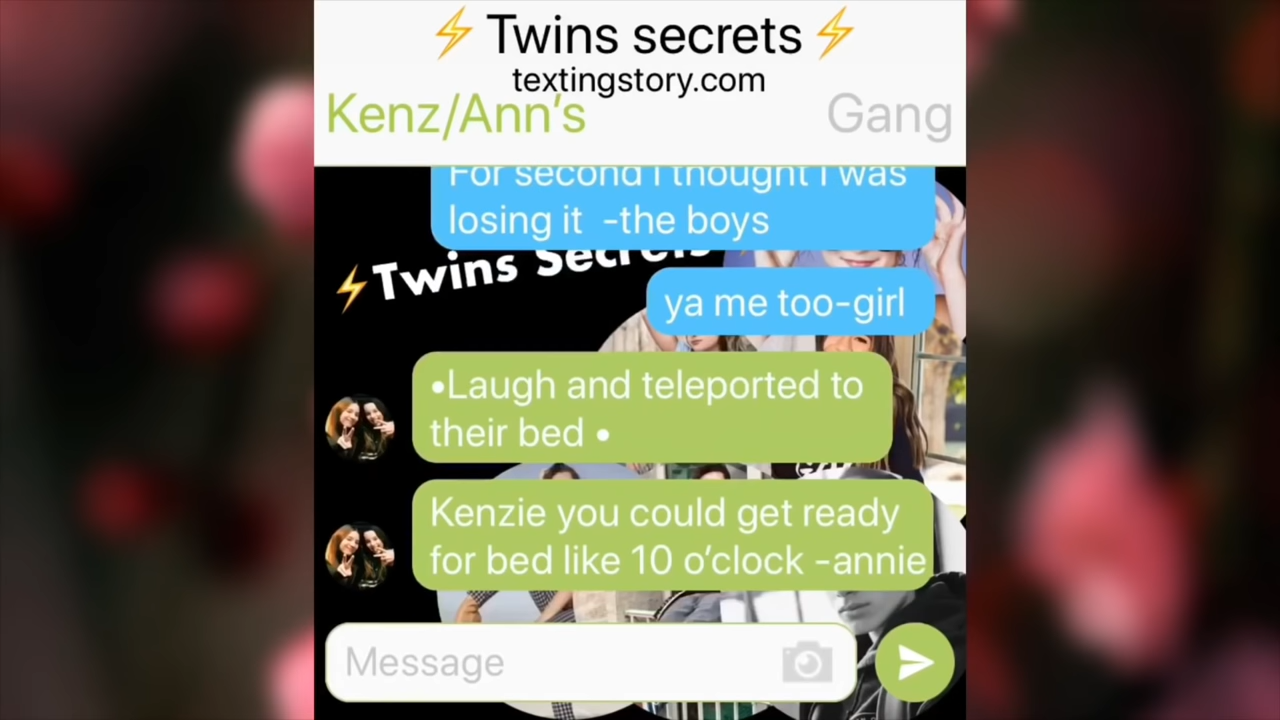 ⚡ Twins secrets ⚡
textingstory.com
Kenz/Ann's
Gang
For second I thought I was
losing it -the boys
⚡Twins Secrets
ya me too-girl
•Laugh and teleported to
their bed •
Kenzie you could get ready
for bed like 10 o'clock -annie
Message